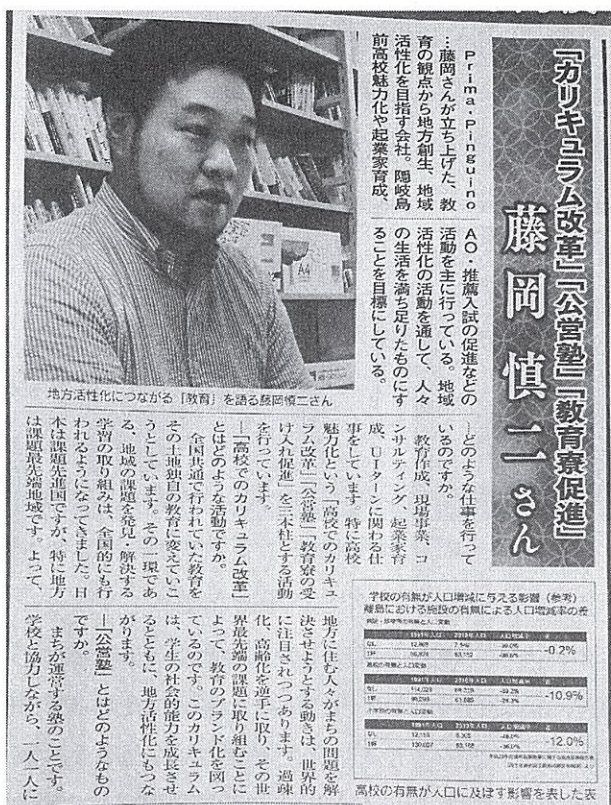 「カリキュラム改革」「公営塾」「教育寮促進」
藤岡慎二さん
Prima・Pinguino
…藤岡さんが立ち上げた、教
育の観点から地方創生、地域
活性化を目指す会社。隠岐島
前高校魅力化や起業家育成、
AO・推薦入試の促進などの
活動を主に行っている。地域
活性化の活動を通して、人々
の生活を満ち足りたものにす
ることを目標にしている。
地方活性化につながる「教育」を語る藤岡慎二さん
―どのような仕事を行って
いるのですか。
教育作成、現場事業、コ
ンサルティング、起業家育
成、UIターンに関わる仕
事をしています。特に高校
魅力化という「高校でのカリキュ
ラム改革」「公営塾」「教育寮の受
け入れ促進」を三本柱とする活動
を行っています。
―「高校でのカリキュラム改革」
とはどのような活動ですか。
全国共通で行われていた教育を
その土地独自の教育に変えていこ
うとしています。その一環であ
る、地域の課題を発見・解決する
学習の取り組みは、全国的にも行
われるようになってきました。日
本は課題先進国ですが、特に地方
は課題最先端地域です。よって、
地方に住む人々がまちの問題を解
決させようとする動きは、世界的
に注目されつつあります。過疎
化、高齢化を逆手に取り、その世
界最先端の課題に取り組むことに
よって、教育のブランド化を図っ
ているのです。このカリキュラム
は、学生の社会的能力を成長させ
るとともに、地方活性化にもつな
がります。
―「公営塾」とはどのようなもの
ですか。
まちが運営する塾のことです。
学校と協力しながら、一人一人に
学校の有無が人口増減に与える影響（参考）
離島における施設の有無による人口増減率の差
-0.2%
-10.9%
-12.0%
高校の有無が人口に及ぼす影響を表した表